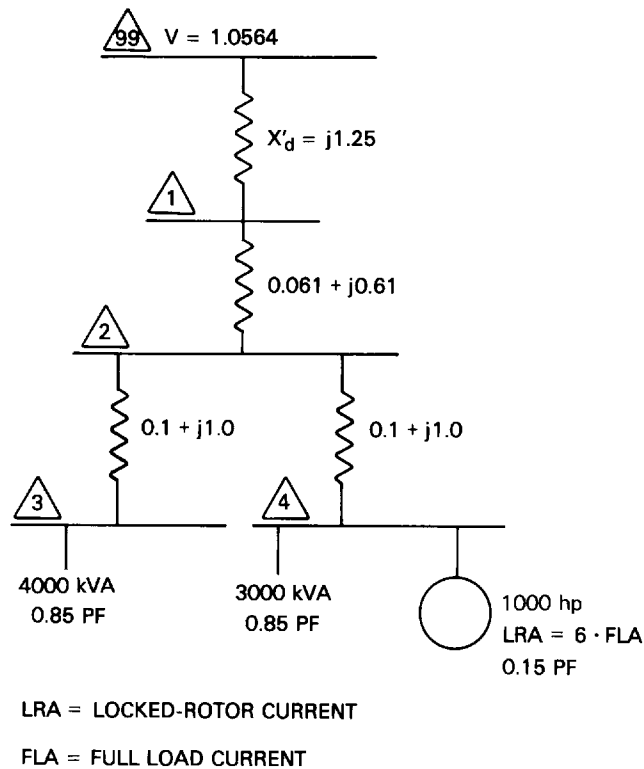 99 V = 1.0564
X'd = j1.25
1
0.061 + j0.61
2
0.1 + j1.0
0.1 + j1.0
3
4
4000 kVA
0.85 PF
3000 kVA
0.85 PF
1000 hp
LRA = 6 · FLA
0.15 PF
LRA = LOCKED-ROTOR CURRENT
FLA = FULL LOAD CURRENT